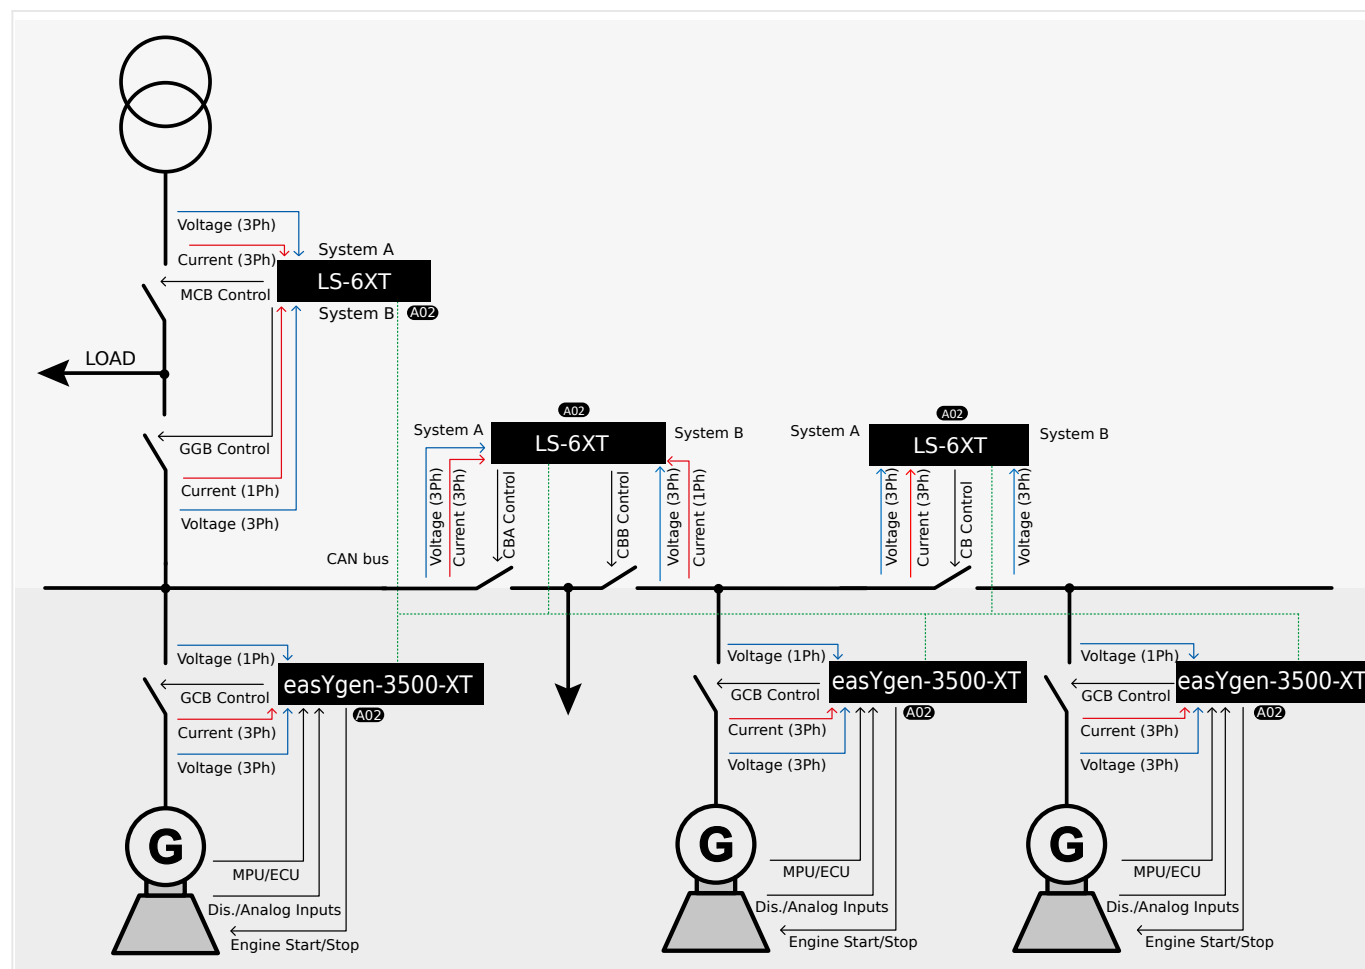 Voltage (3Ph)
System A
Current (3Ph)
LS-6XT
MCB Control
System B
A02
LOAD
GGB Control
Current (1Ph)
Voltage (3Ph)
CAN bus
A02
System A
LS-6XT
System B
Voltage (3Ph)
Current (3Ph)
CBA Control
CBB Control
Voltage (3Ph)
Current (1Ph)
A02
System A
LS-6XT
System B
Voltage (3Ph)
Current (3Ph)
CB Control
Voltage (3Ph)
Voltage (1Ph)
easYgen-3500-XT
GCB Control
A02
Current (3Ph)
Voltage (3Ph)
G
MPU/ECU
Dis./Analog Inputs
Engine Start/Stop
Voltage (1Ph)
easYgen-3500-XT
GCB Control
A02
Current (3Ph)
Voltage (3Ph)
G
MPU/ECU
Dis./Analog Inputs
Engine Start/Stop
Voltage (1Ph)
easYgen-3500-XT
GCB Control
A02
Current (3Ph)
Voltage (3Ph)
G
MPU/ECU
Dis./Analog Inputs
Engine Start/Stop